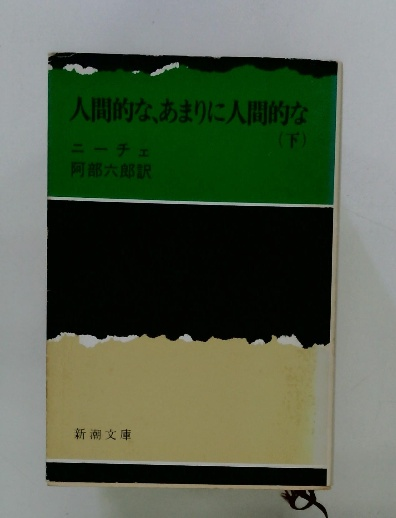 人間的な、あまりに人間的な
(下)
ニーチェ
阿部六郎訳
新潮文庫